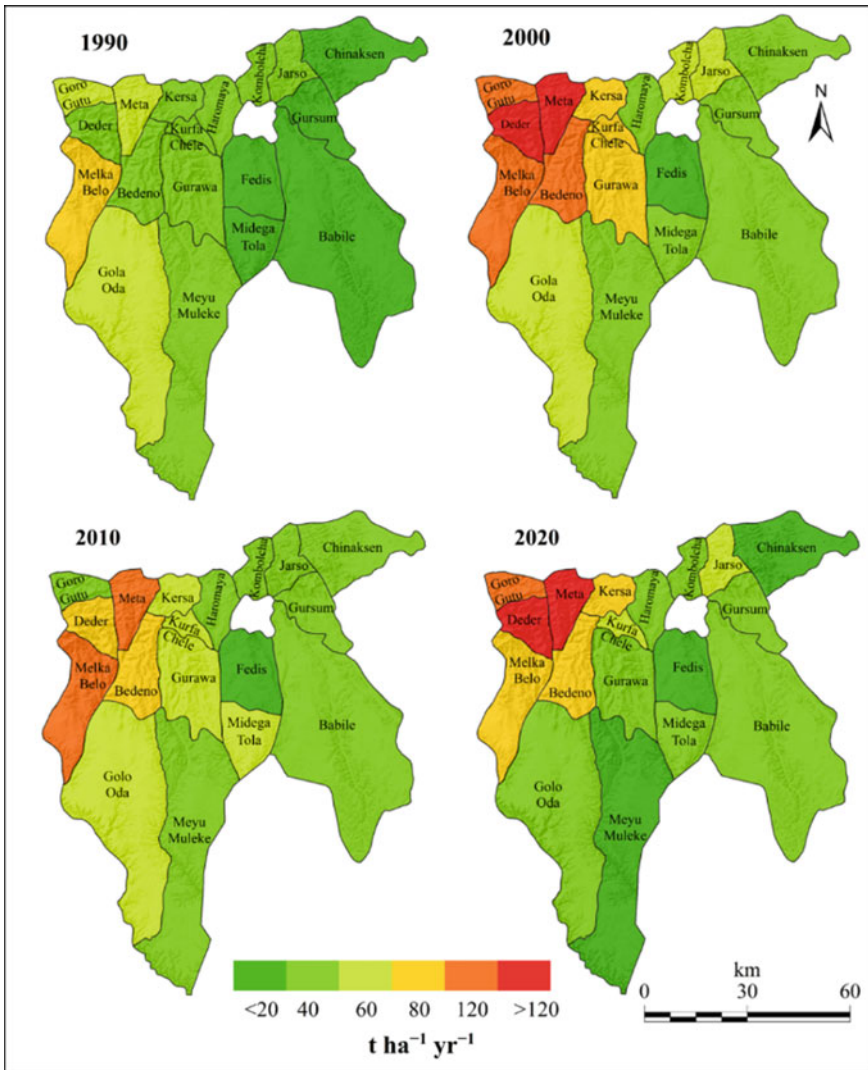 1990
Chinaksen
Kombolcha
Jarso
Goro
Gutu
Meta
Kersa
Haromaya
Gursum
Deder
Kurfa
Chele
Melka
Belo
Bedeno
Gurawa
Fedis
Midega
Tola
Babile
Gola
Oda
Meyu
Muleke
2000
Chinaksen
Kombolcha
Jarso
N
Goro
Gutu
Meta
Kersa
Haromaya
Gursum
Deder
Kurfa
Chele
Melka
Belo
Bedeno
Gurawa
Fedis
Midega
Tola
Babile
Gola
Oda
Meyu
Muleke
2010
Chinaksen
Kombolcha
Jarso
Goro
Gutu
Meta
Kersa
Haromaya
Gursum
Deder
Kurfa
Chele
Melka
Belo
Bedeno
Gurawa
Fedis
Midega
Tola
Babile
Golo
Oda
Meyu
Muleke
2020
Chinaksen
Kombolcha
Jarso
Goro
Gutu
Meta
Kersa
Haromaya
Gursum
Deder
Kurfa
Chele
Melka
Belo
Bedeno
Gurawa
Fedis
Midega
Tola
Babile
Golo
Oda
Meyu
Muleke
<20 40 60 80 120 >120
t ha⁻¹ yr⁻¹
km
0 30 60